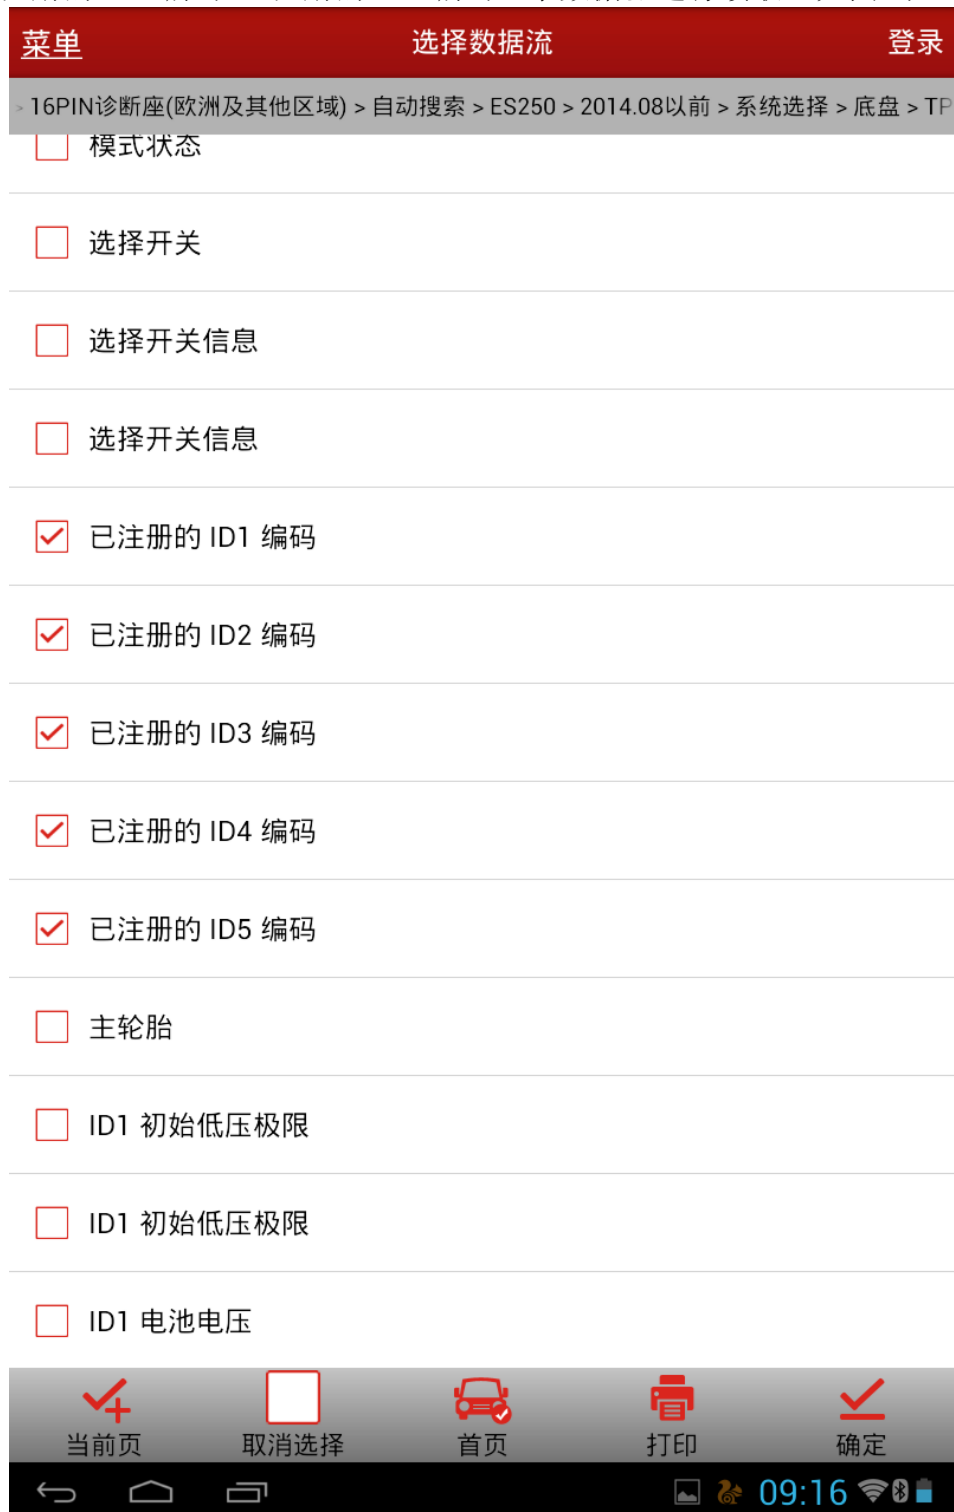 菜单 选择数据流 登录
> 16PIN诊断座(欧洲及其他区域) > 自动搜索 > ES250 > 2014.08以前 > 系统选择 > 底盘 > TP
模式状态
选择开关
选择开关信息
选择开关信息
已注册的 ID1 编码
已注册的 ID2 编码
已注册的 ID3 编码
已注册的 ID4 编码
已注册的 ID5 编码
主轮胎
ID1 初始低压极限
ID1 初始低压极限
ID1 电池电压
当前页 取消选择 首页 打印 确定
09:16